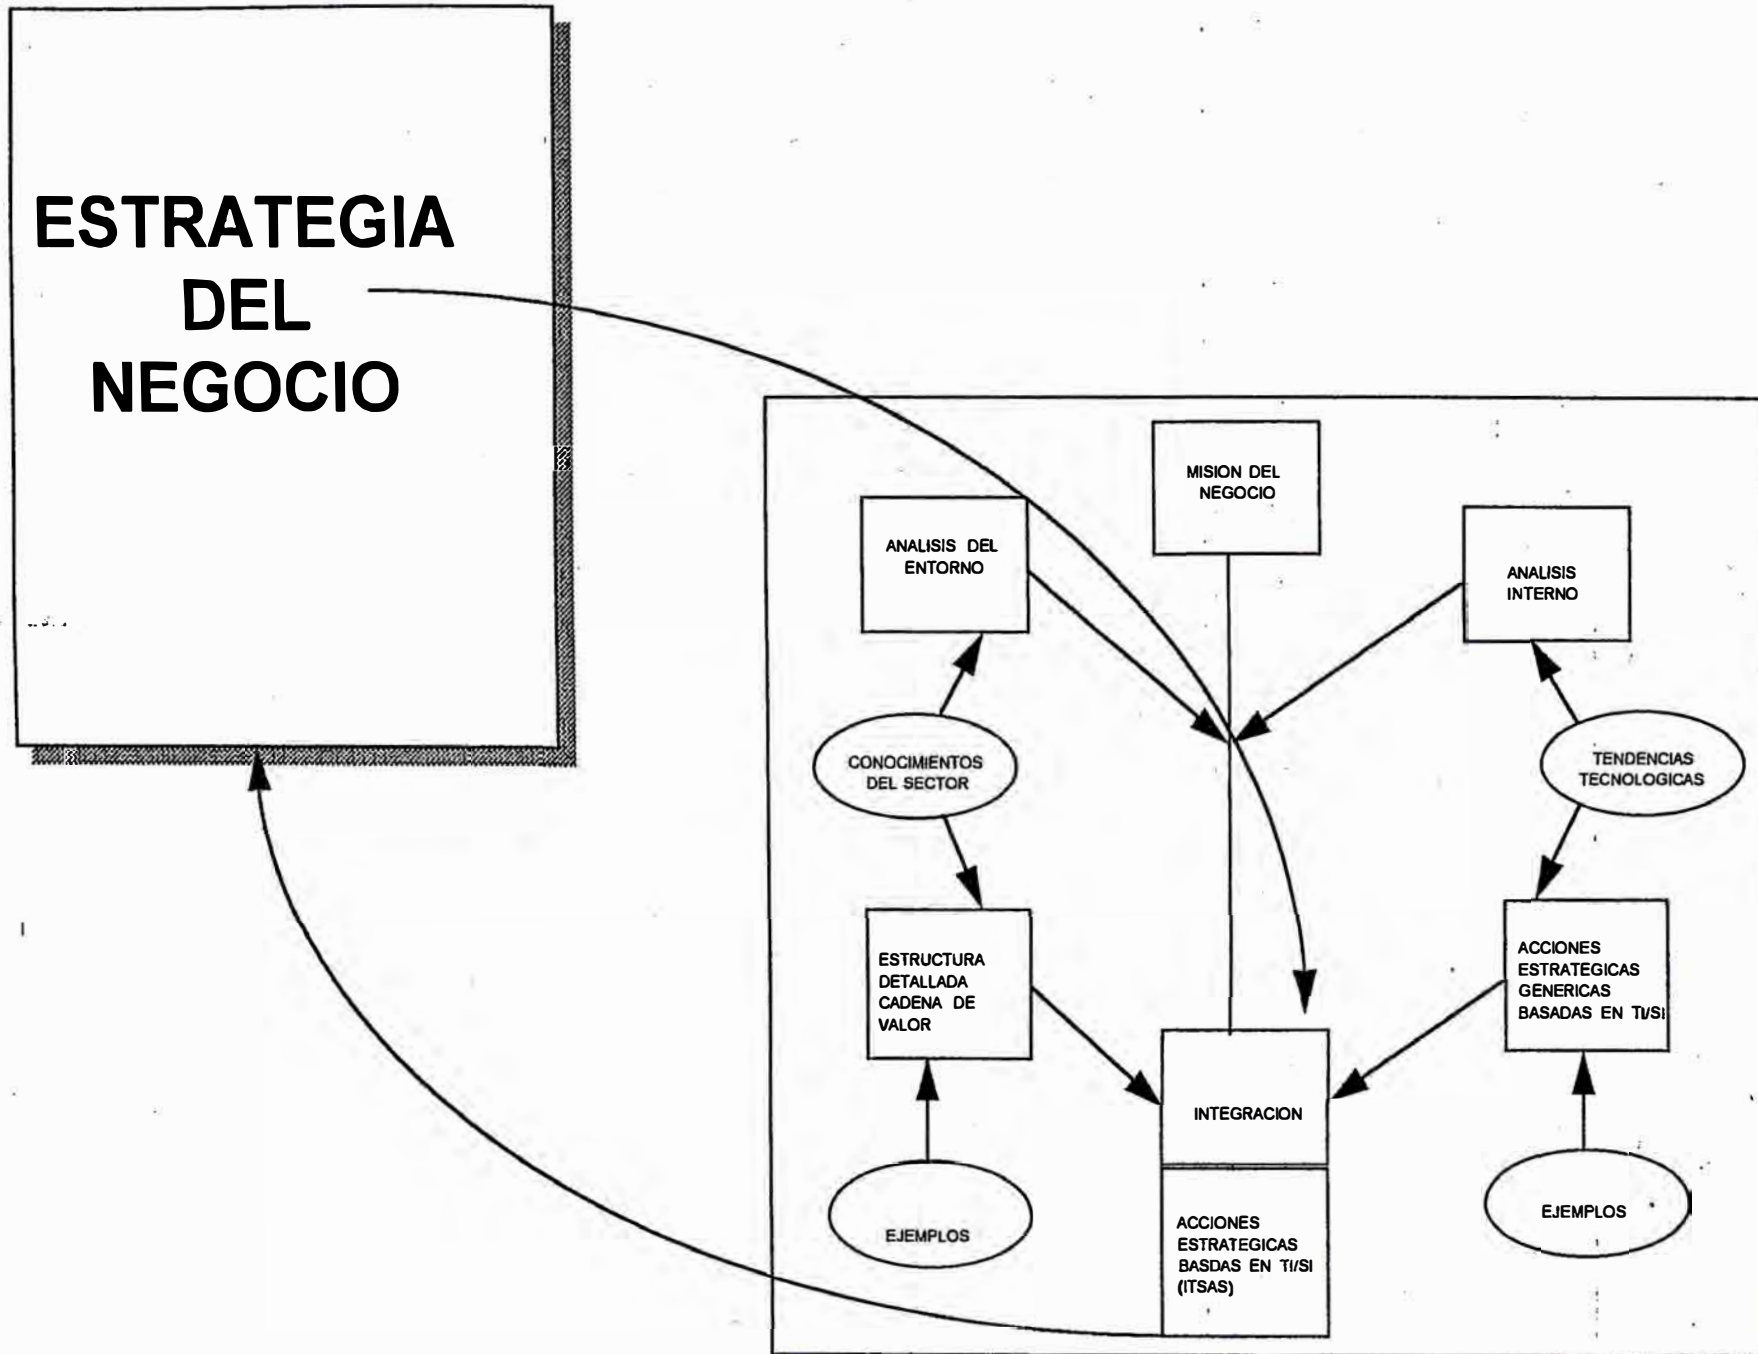 ESTRATEGIA
DEL
NEGOCIO
MISION DEL
NEGOCIO
ANALISIS DEL
ENTORNO
ANALISIS
INTERNO
CONOCIMIENTOS
DEL SECTOR
TENDENCIAS
TECNOLOGICAS
ESTRUCTURA
DETALLADA
CADENA DE
VALOR
ACCIONES
ESTRATEGICAS
GENERICAS
BASADAS EN TI/SI
INTEGRACION
EJEMPLOS
EJEMPLOS
ACCIONES
ESTRATEGICAS
BASDAS EN TI/SI
(ITSAS)